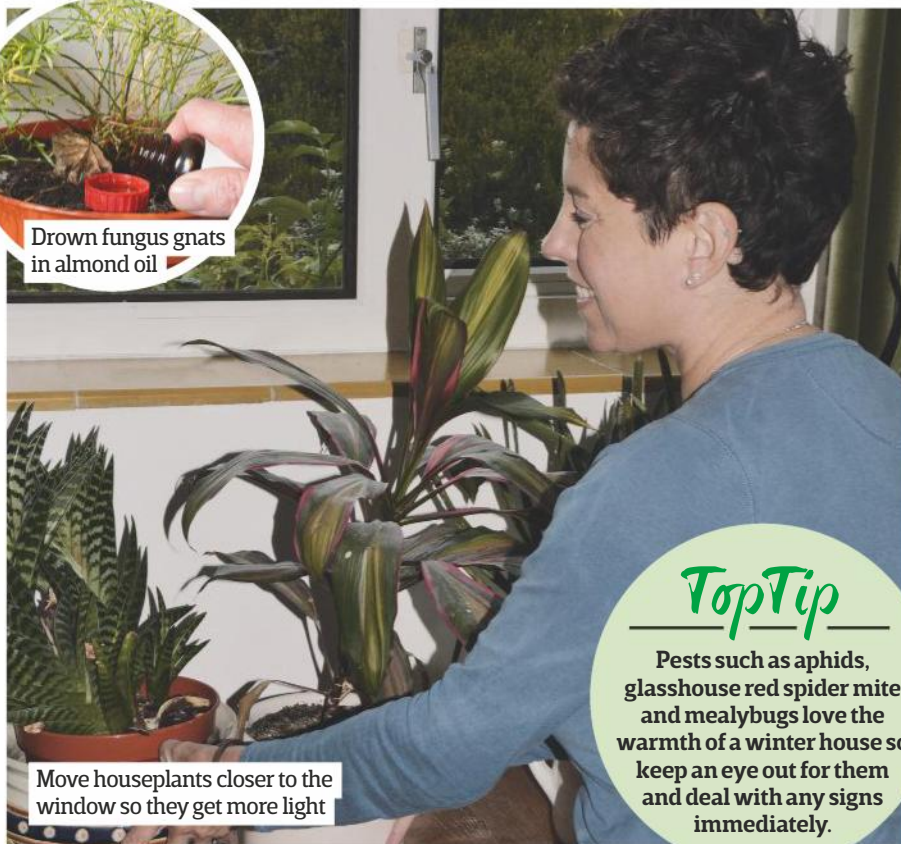 Drown fungus gnats
in almond oil
TopTip
Pests such as aphids,
glasshouse red spider mite
and mealybugs love the
warmth of a winter house so
keep an eye out for them
and deal with any signs
immediately.
Move houseplants closer to the
window so they get more light